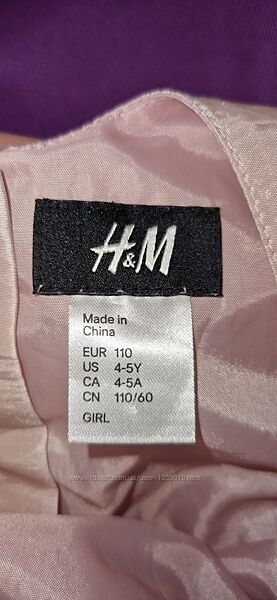 H&M
Made in
China
EUR 110
US 4-5Y
CA 4-5A
CN 110/60
GIRL